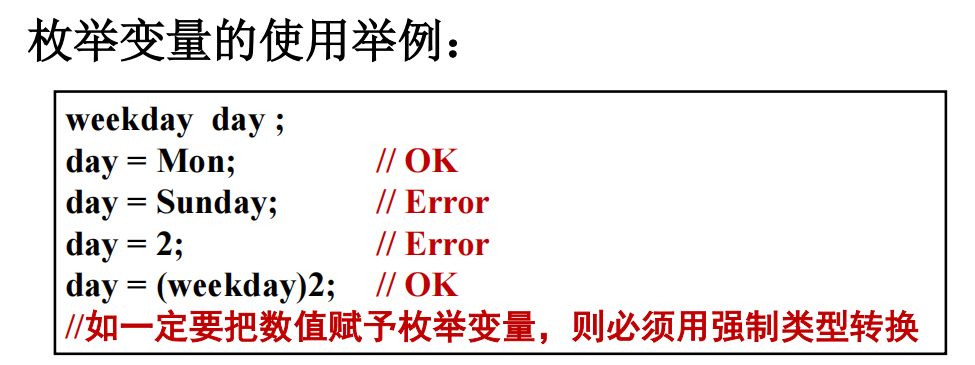 枚举变量的使用举例：
weekday day ;
day = Mon; // OK
day = Sunday; // Error
day = 2; // Error
day = (weekday)2; // OK
//如一定要把数值赋予枚举变量，则必须用强制类型转换